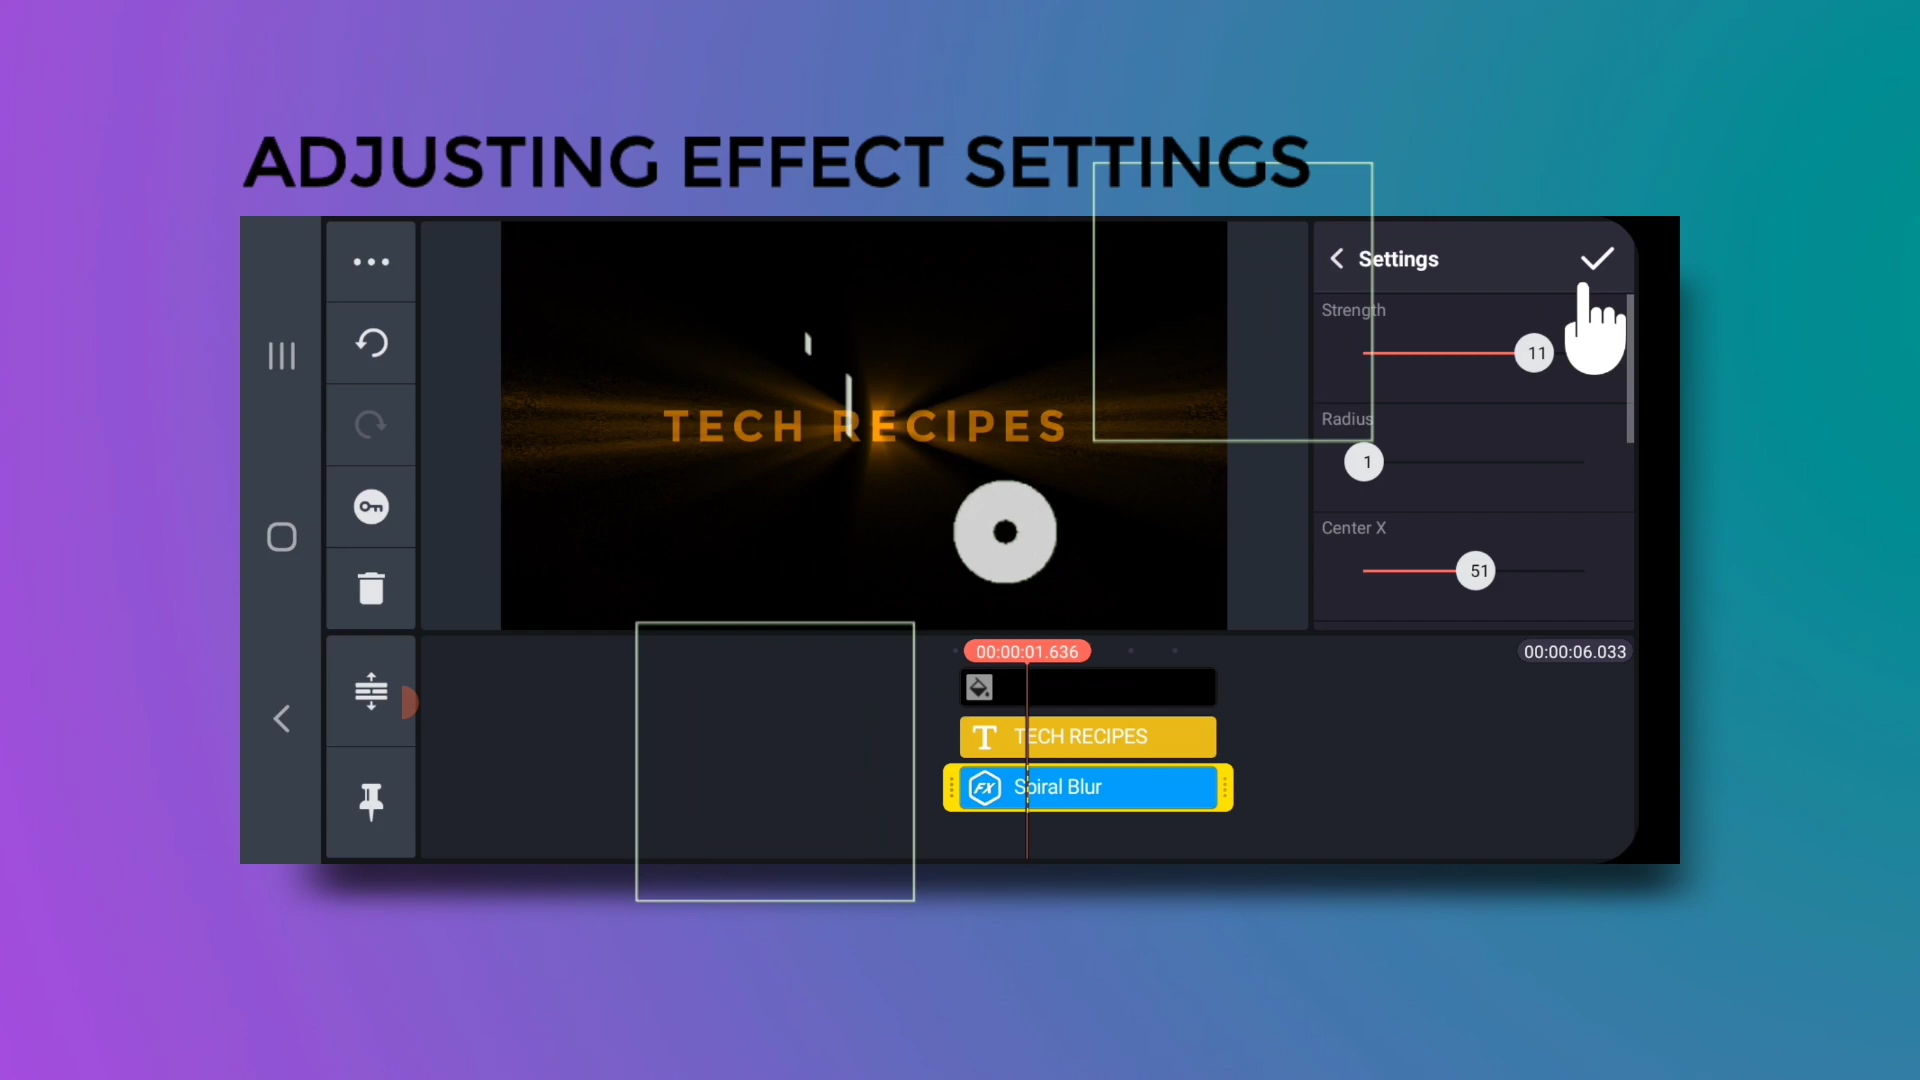 ADJUSTING EFFECT SETTINGS
Settings
Strength
11
Radius
1
Center X
51
TECH RECIPES
00:00:01.636
00:00:06.033
T TECH RECIPES
FX Spiral Blur